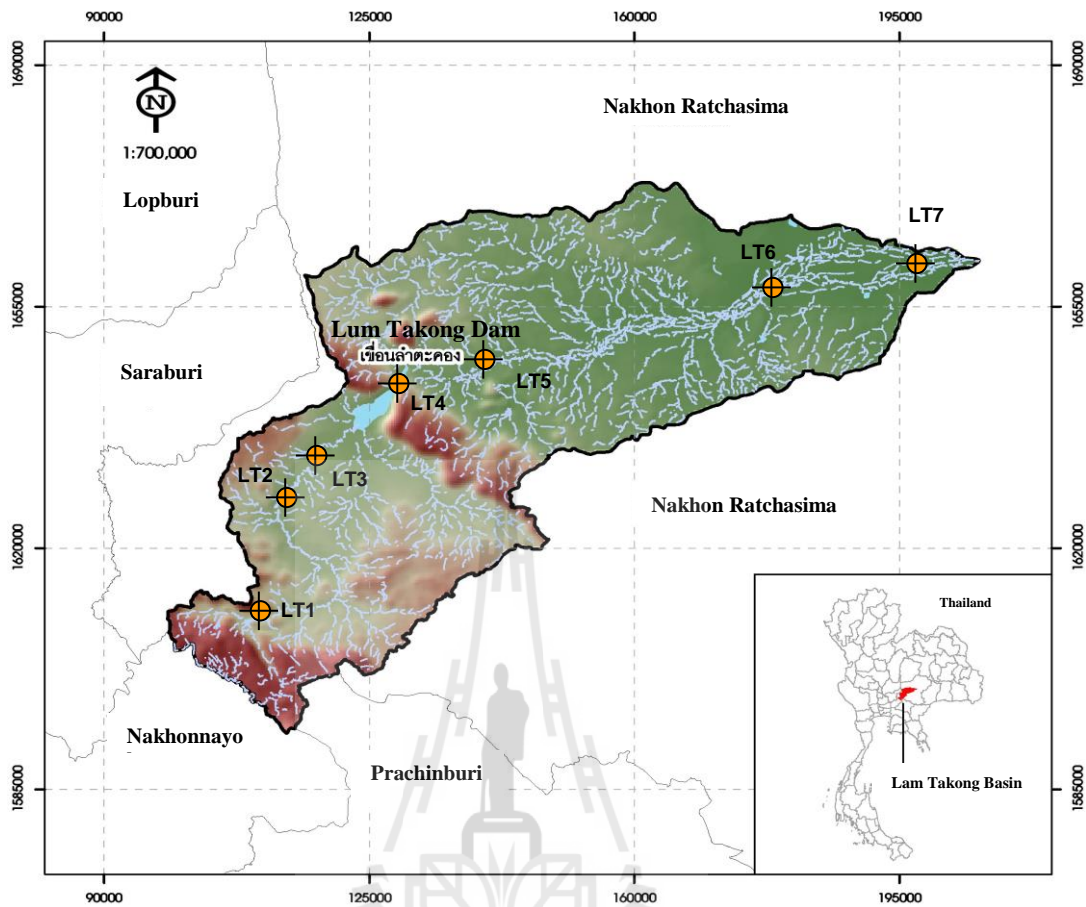 90000 125000 160000 195000
1690000 1690000
N
1:700,000
Nakhon Ratchasima
Lopburi
LT7
LT6
1655000 1655000
Lum Takong Dam
เขื่อนลำตะคอง
Saraburi
LT5
LT4
LT3
LT2
Nakhon Ratchasima
1620000 1620000
LT1
Thailand
Nakhonnayo
Prachinburi
Lam Takong Basin
1585000 1585000
90000 125000 160000 195000